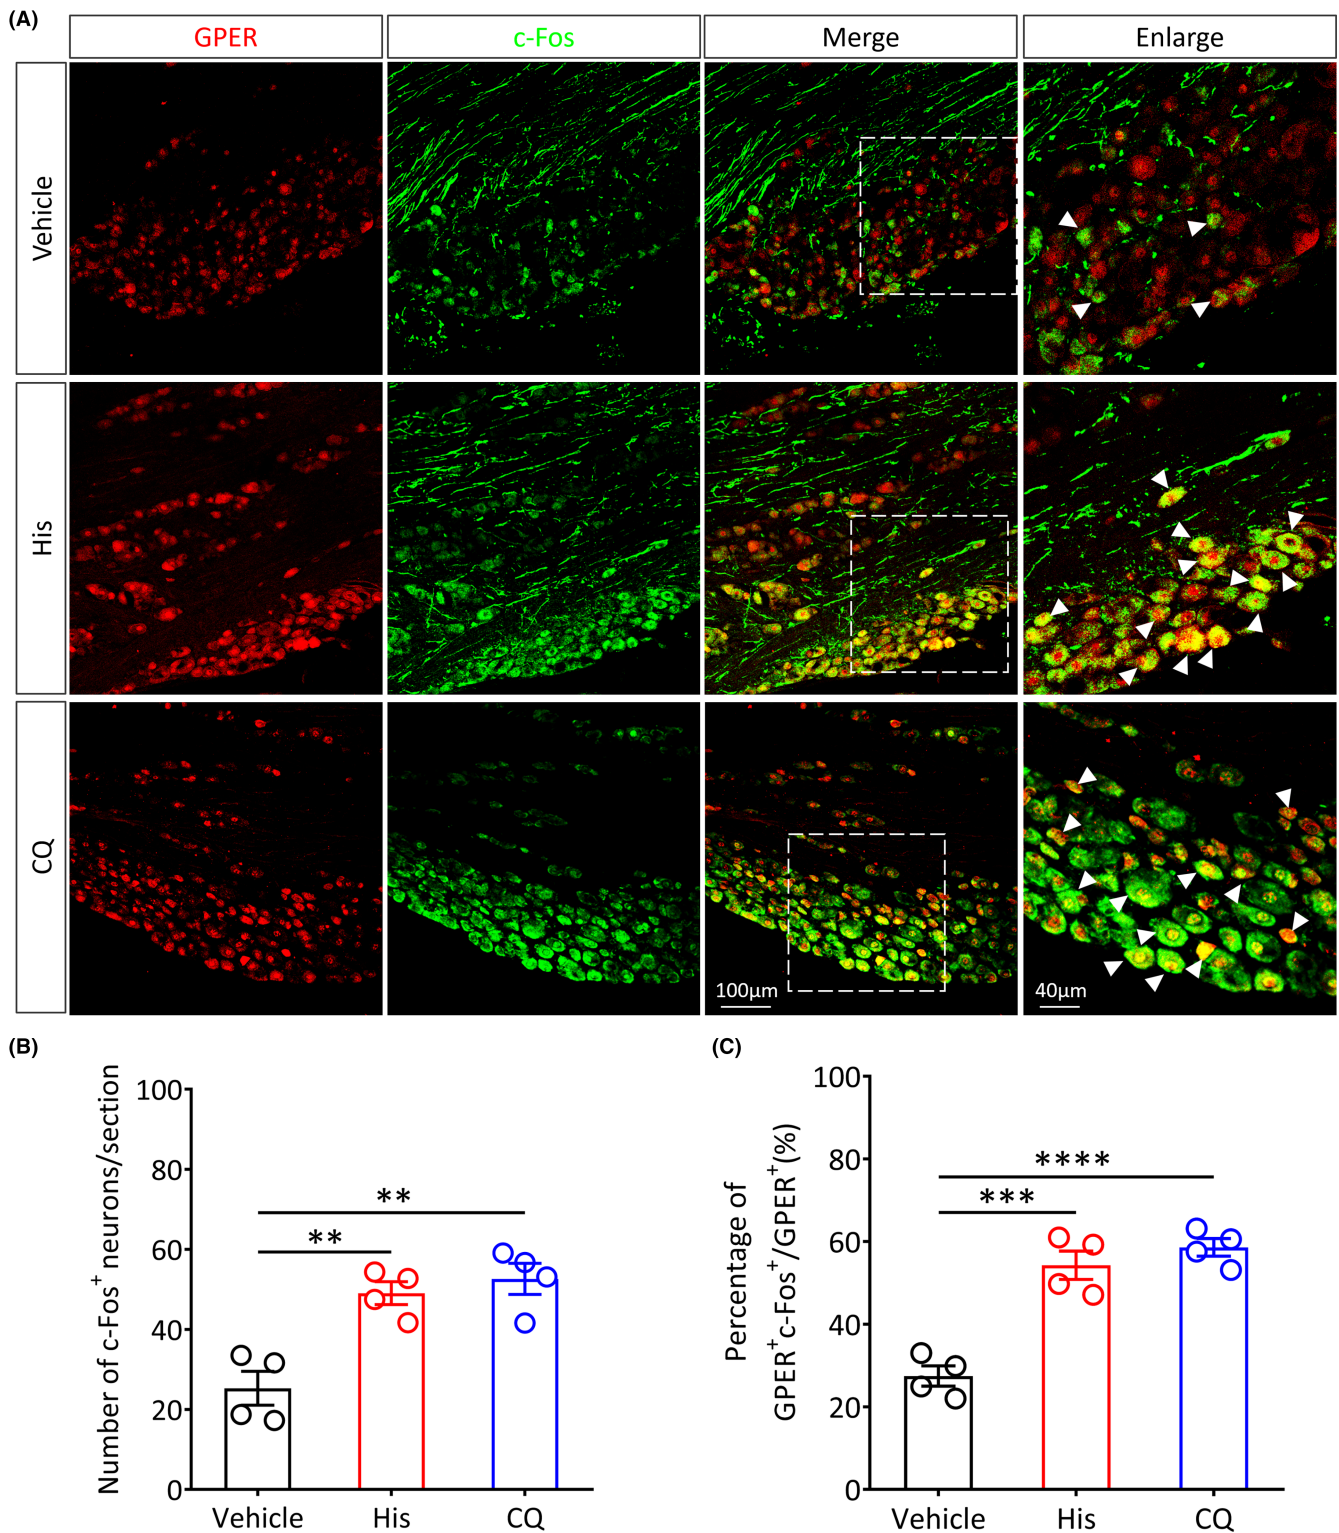 (A)
GPER
c-Fos
Merge
Enlarge
Vehicle
His
CQ
100μm
40μm
(B)
Number of c-Fos⁺ neurons/section
100
80
60
40
20
0
**
**
Vehicle
His
CQ
(C)
Percentage of
GPER⁺c-Fos⁺/GPER⁺(%)
100
80
60
40
20
0
****
***
Vehicle
His
CQ